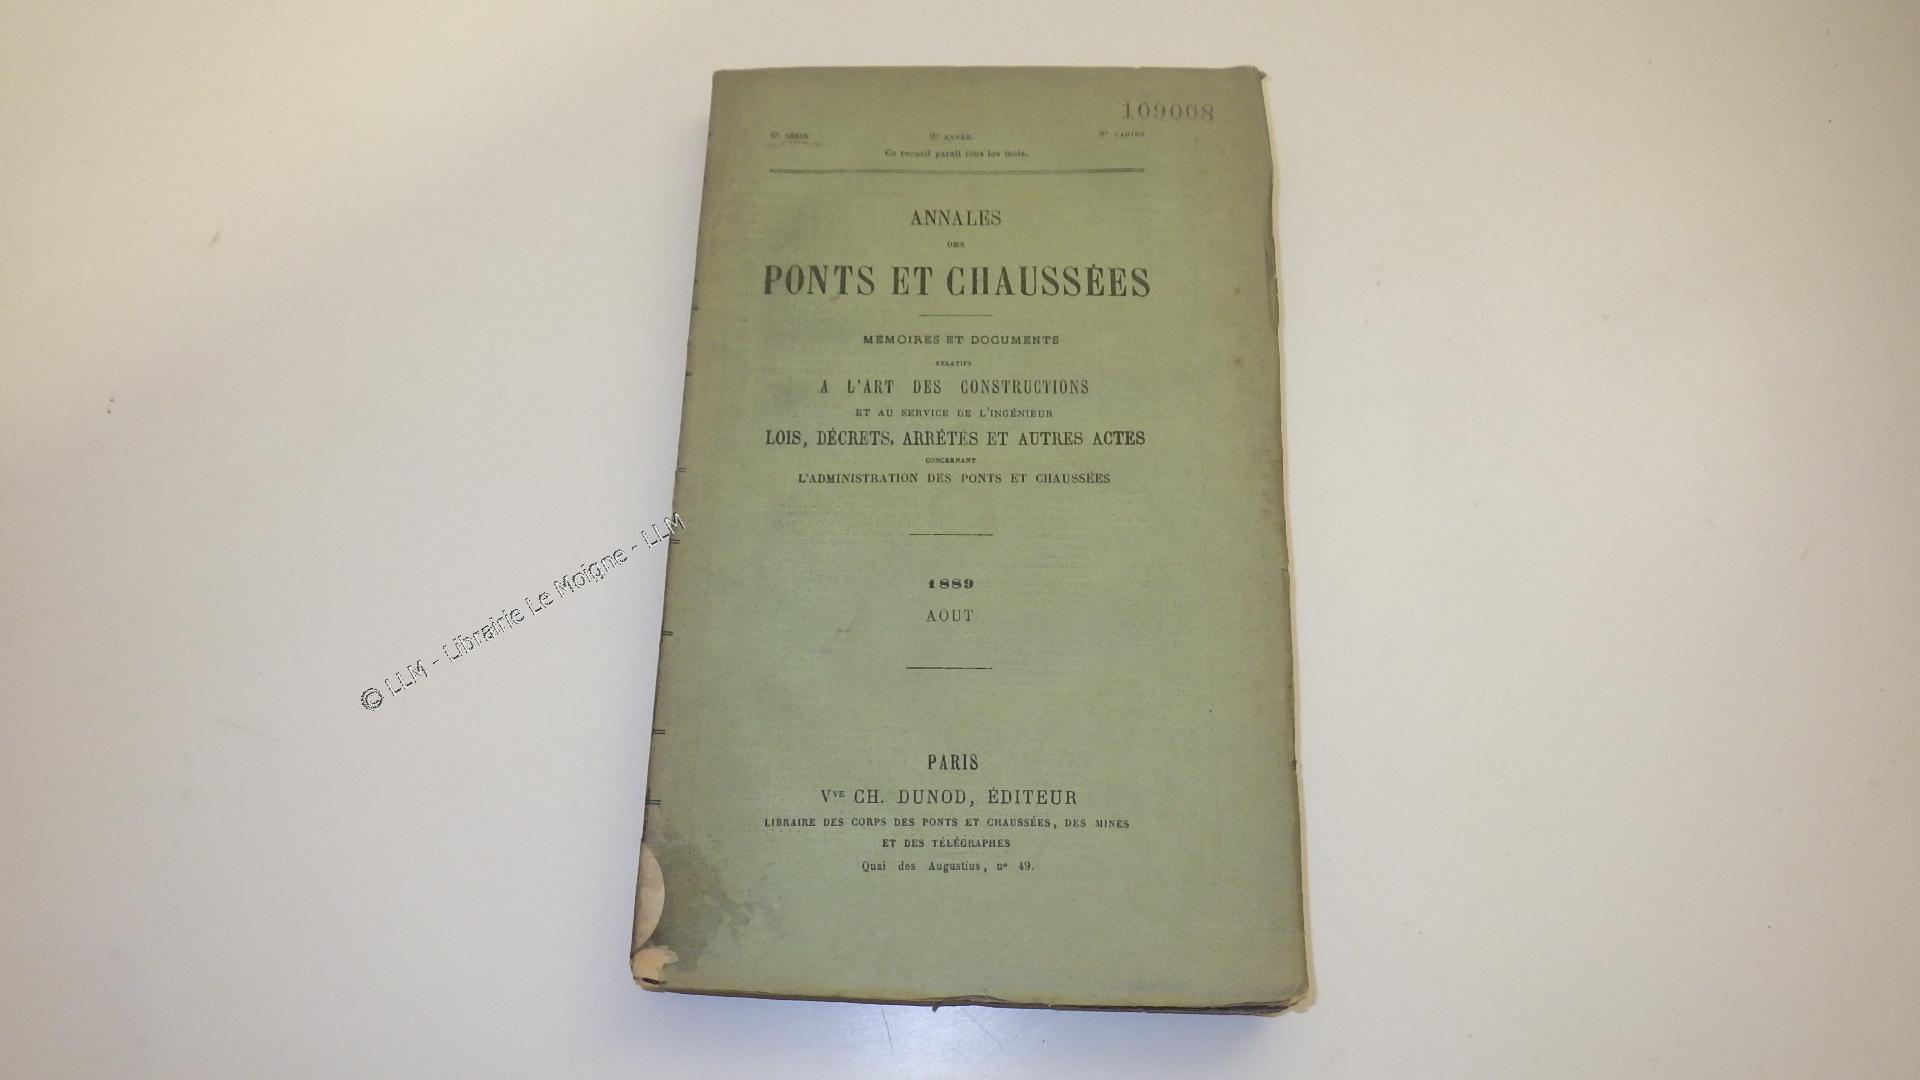 109008
6e SÉRIE 9e ANNÉE. 8e CAHIER
Ce recueil paraît tous les mois.
ANNALES
DES
PONTS ET CHAUSSÉES
MÉMOIRES ET DOCUMENTS
RELATIFS
A L'ART DES CONSTRUCTIONS
ET AU SERVICE DE L'INGÉNIEUR
LOIS, DÉCRETS, ARRÊTÉS ET AUTRES ACTES
CONCERNANT
L'ADMINISTRATION DES PONTS ET CHAUSSÉES
1889
AOUT
PARIS
Vve CH. DUNOD, ÉDITEUR
LIBRAIRE DES CORPS DES PONTS ET CHAUSSÉES, DES MINES
ET DES TÉLÉGRAPHES
Quai des Augustins, no 49.
© LLM - Librairie Le Moigne - LLM